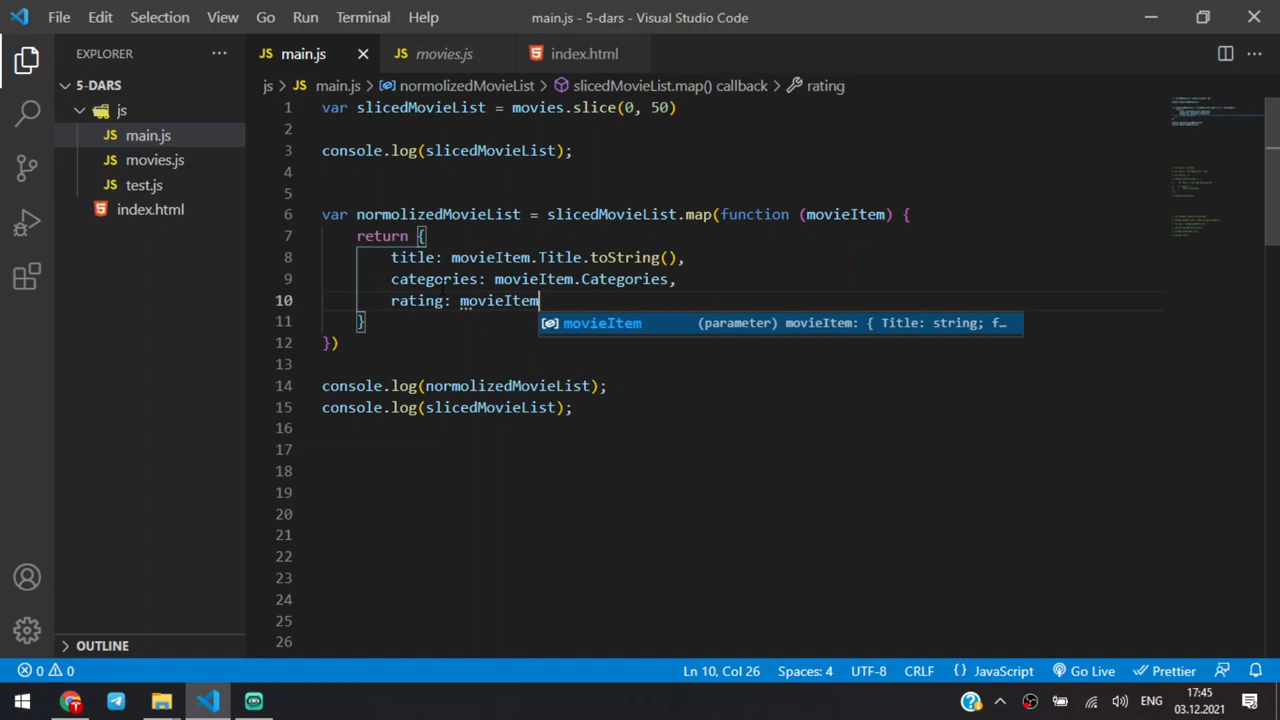 File Edit Selection View Go Run Terminal Help main.js - 5-dars - Visual Studio Code
EXPLORER ··· JS main.js JS movies.js index.html ···
5-DARS js > JS main.js > normolizedMovieList > slicedMovieList.map() callback > rating
js
JS main.js
JS movies.js
JS test.js
index.html
1 var slicedMovieList = movies.slice(0, 50)
2
3 console.log(slicedMovieList);
4
5
6 var normolizedMovieList = slicedMovieList.map(function (movieItem) {
7 return {
8 title: movieItem.Title.toString(),
9 categories: movieItem.Categories,
10 rating: movieItem
movieItem (parameter) movieItem: { Title: string; f…
11 }
12 })
13
14 console.log(normolizedMovieList);
15 console.log(slicedMovieList);
16
17
18
19
20
21
22
23
24
25
26
OUTLINE
0 0 Ln 10, Col 26 Spaces: 4 UTF-8 CRLF {} JavaScript Go Live Prettier
ENG 17:45
03.12.2021